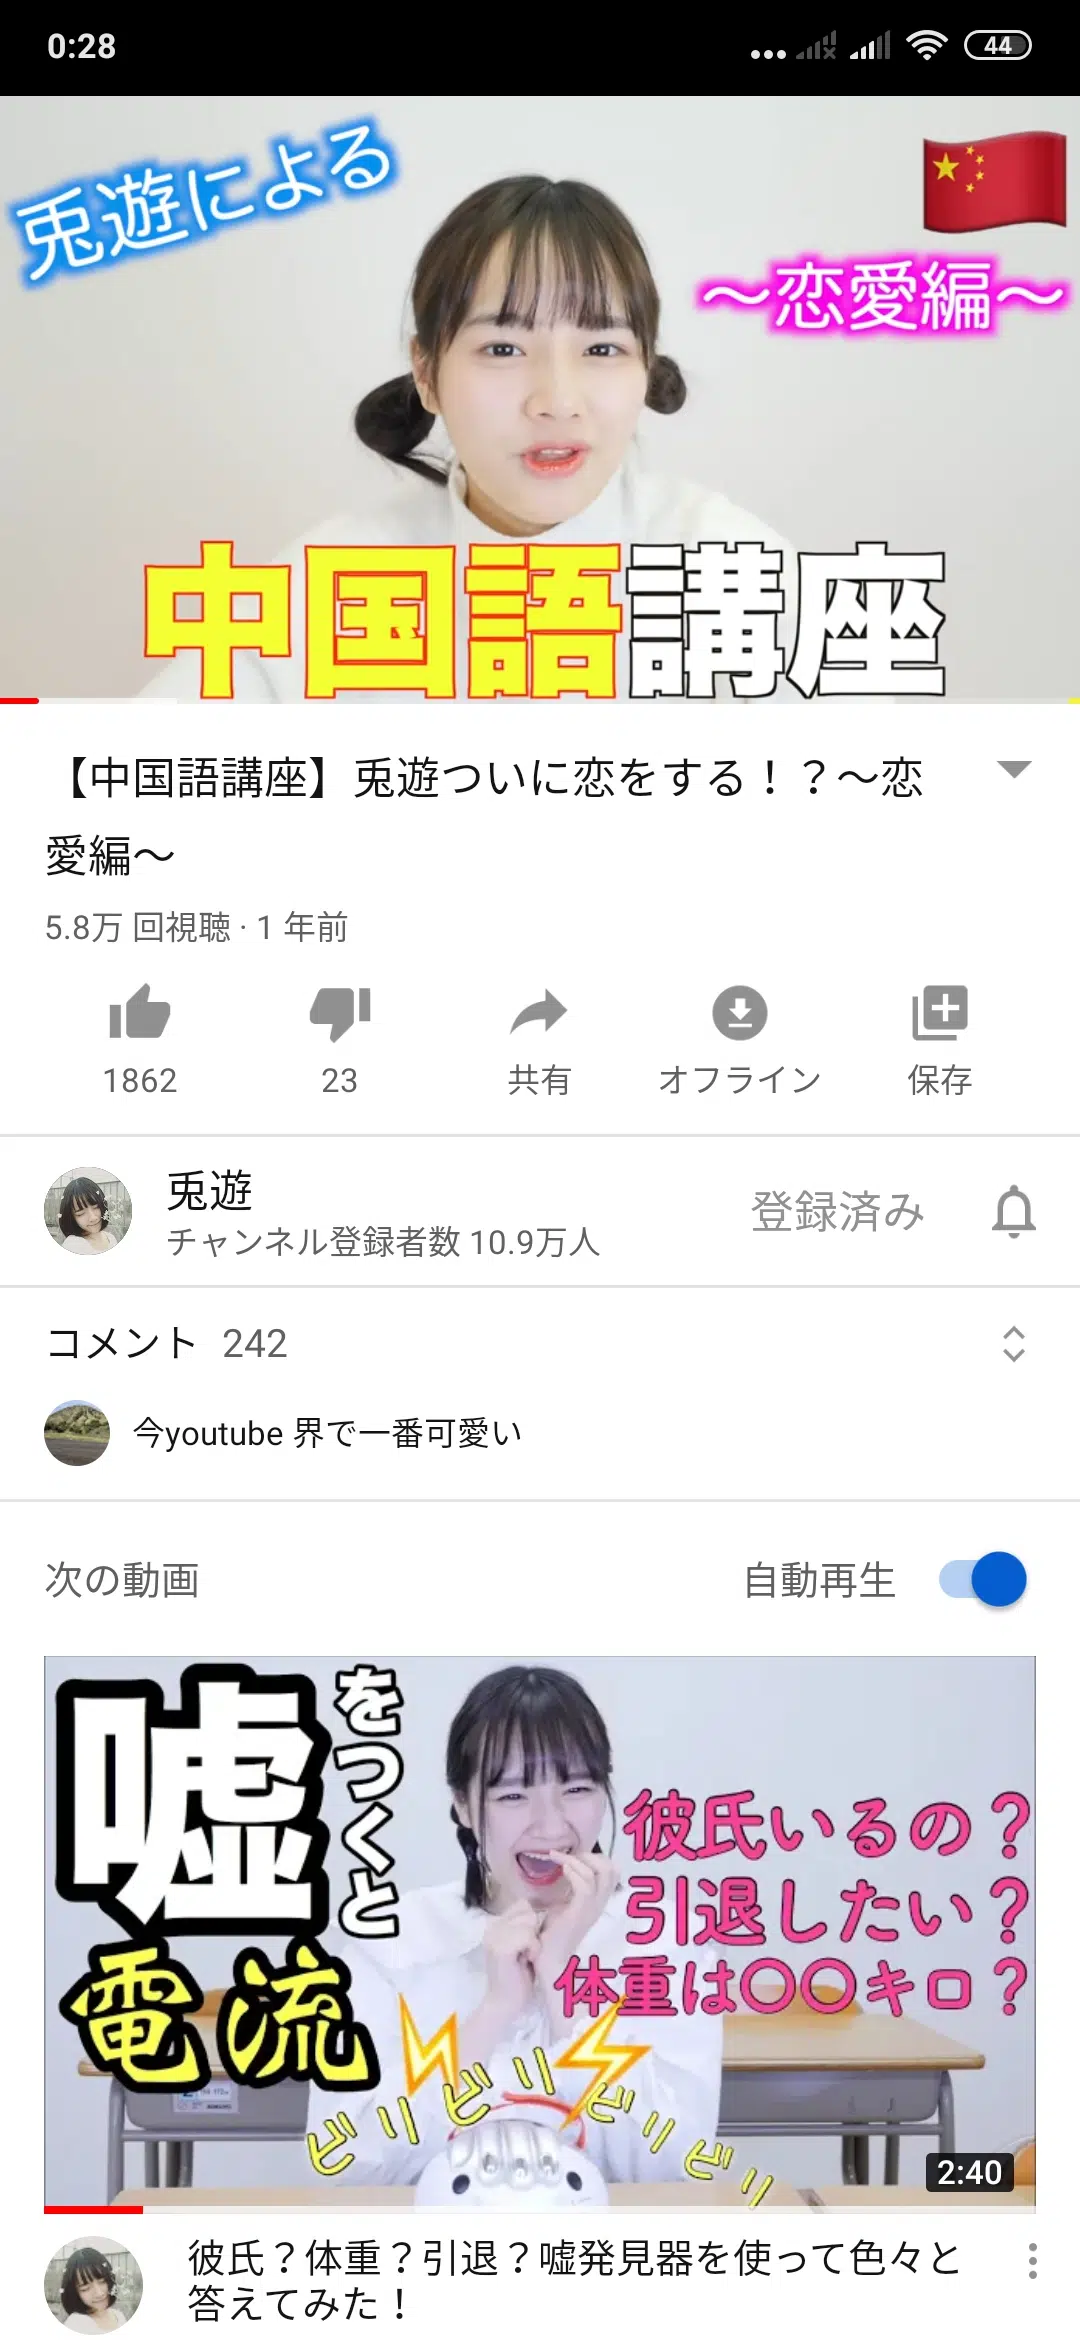 0:28
44
兎遊による
～恋愛編～
中国語講座
【中国語講座】兎遊ついに恋をする！？～恋
愛編～
5.8万 回視聴 · 1 年前
1862
23
共有
オフライン
保存
兎遊
チャンネル登録者数 10.9万人
登録済み
コメント 242
今youtube 界で一番可愛い
次の動画
自動再生
嘘をつくと
電流
彼氏いるの？
引退したい？
体重は〇〇キロ？
ビリビリビリビリ
2:40
彼氏？体重？引退？嘘発見器を使って色々と
答えてみた！